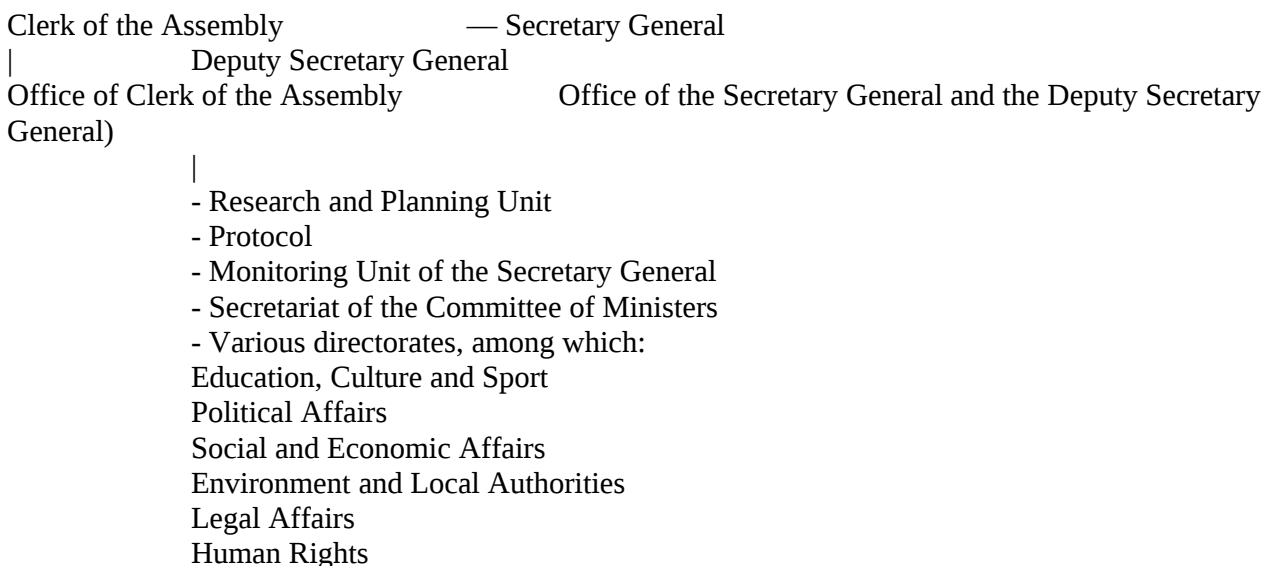 Clerk of the Assembly — Secretary General
| Deputy Secretary General
Office of Clerk of the Assembly Office of the Secretary General and the Deputy Secretary
General)
|
- Research and Planning Unit
- Protocol
- Monitoring Unit of the Secretary General
- Secretariat of the Committee of Ministers
- Various directorates, among which:
Education, Culture and Sport
Political Affairs
Social and Economic Affairs
Environment and Local Authorities
Legal Affairs
Human Rights